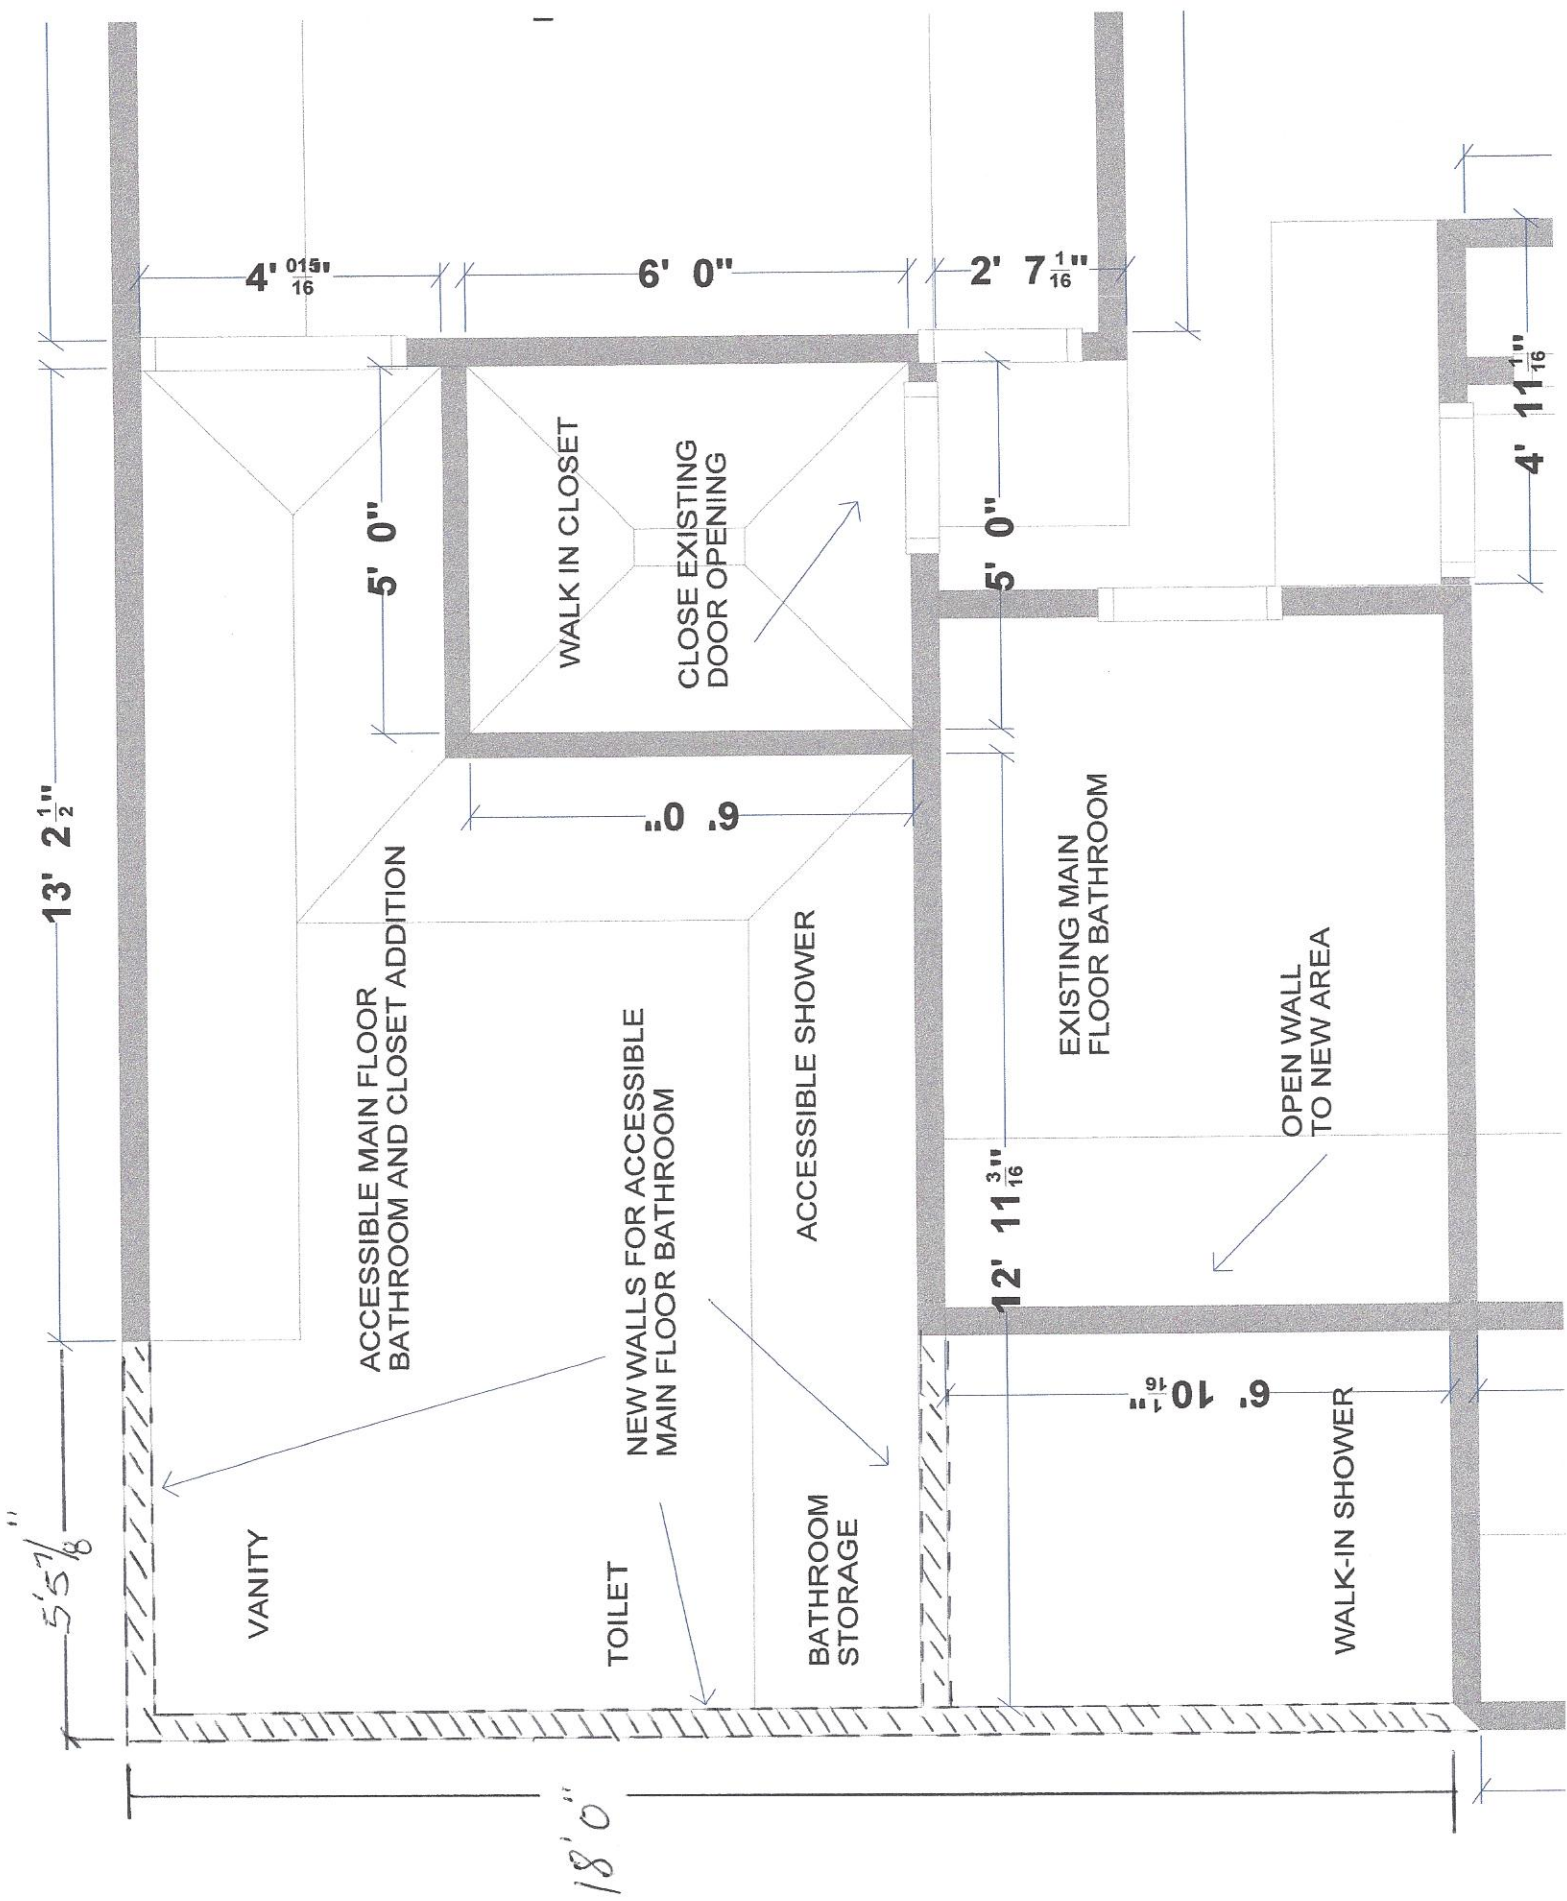 13' 2 1/2"
5'5 7/8"
18'0"
4' 015/16"
6' 0"
2' 7 1/16"
5' 0"
WALK IN CLOSET
CLOSE EXISTING
DOOR OPENING
5' 0"
4' 11 1/16"
6' 0"
ACCESSIBLE MAIN FLOOR
BATHROOM AND CLOSET ADDITION
NEW WALLS FOR ACCESSIBLE
MAIN FLOOR BATHROOM
ACCESSIBLE SHOWER
EXISTING MAIN
FLOOR BATHROOM
OPEN WALL
TO NEW AREA
12' 11 3/16"
6' 10 1/16"
VANITY
TOILET
BATHROOM
STORAGE
WALK-IN SHOWER